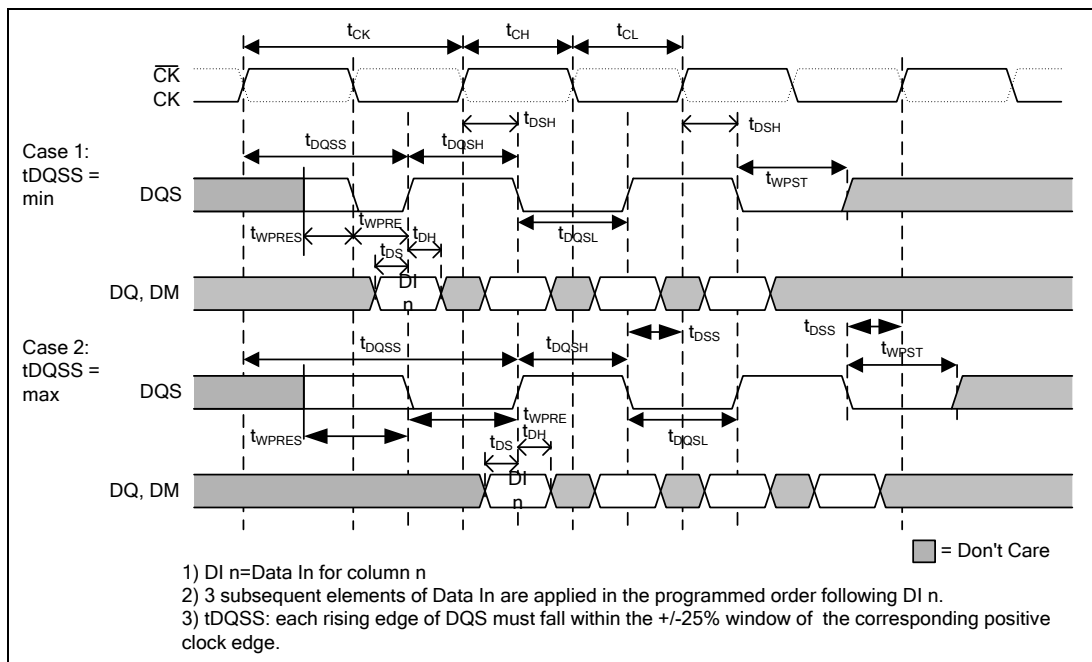 tCK tCH tCL
CK
CK
tDSH tDSH
Case 1:
tDQSS =
min
tDQSS tDQSH
tWPST
DQS
tWPRES tWPRE tDH
tDQSL
tDS
DQ, DM
DI
n
Case 2:
tDQSS =
max
tDQSS tDQSH tDSS tDSS
tWPST
DQS
tWPRES tWPRE
tDH
tDQSL
tDS
DQ, DM
DI
n
= Don't Care
1) DI n=Data In for column n
2) 3 subsequent elements of Data In are applied in the programmed order following DI n.
3) tDQSS: each rising edge of DQS must fall within the +/-25% window of the corresponding positive
clock edge.